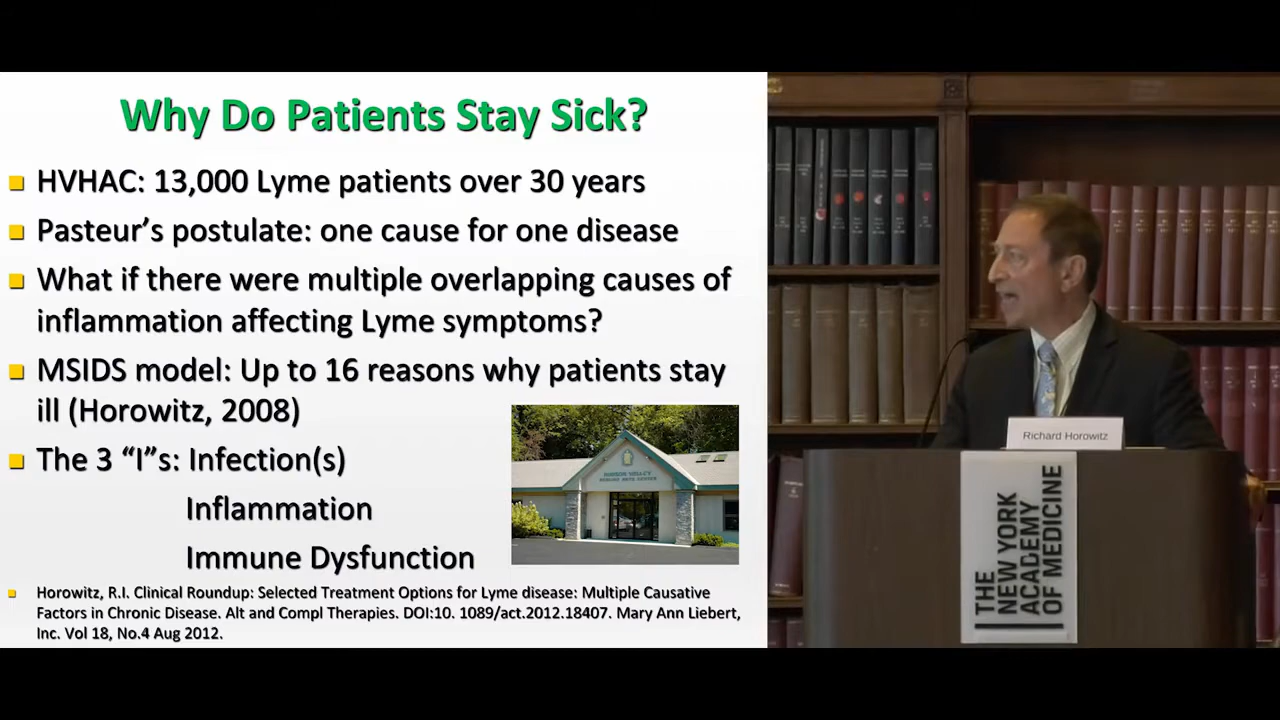 Why Do Patients Stay Sick?
HVHAC: 13,000 Lyme patients over 30 years
Pasteur’s postulate: one cause for one disease
What if there were multiple overlapping causes of
inflammation affecting Lyme symptoms?
MSIDS model: Up to 16 reasons why patients stay
ill (Horowitz, 2008)
The 3 “I”s: Infection(s)
Inflammation
Immune Dysfunction
Horowitz, R.I. Clinical Roundup: Selected Treatment Options for Lyme disease: Multiple Causative
Factors in Chronic Disease. Alt and Compl Therapies. DOI:10. 1089/act.2012.18407. Mary Ann Liebert,
Inc. Vol 18, No.4 Aug 2012.
Richard Horowitz
THE
NEW YORK
ACADEMY
OF MEDICINE